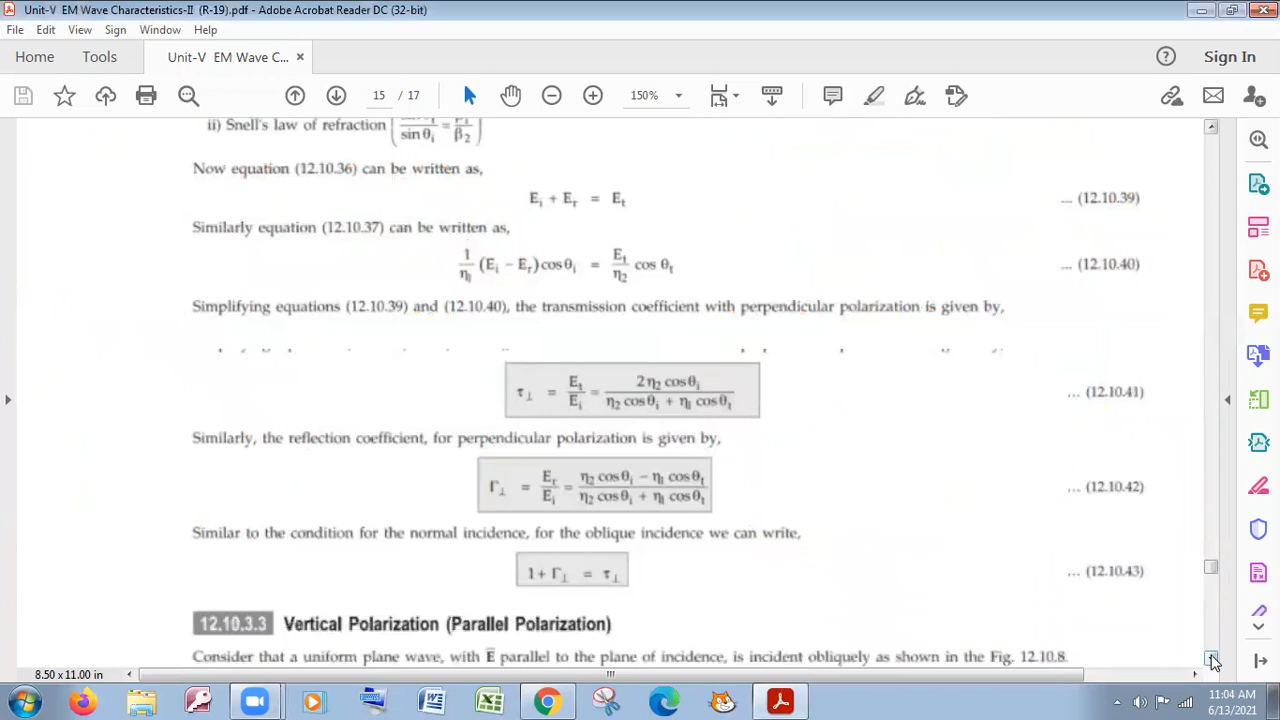 Unit-V EM Wave Characteristics-II (R-19).pdf - Adobe Acrobat Reader DC (32-bit)
File Edit View Sign Window Help
Home Tools Unit-V EM Wave C... × Sign In
15 / 17 150%
ii) Snell's law of refraction ( sin θi = β2 )
Now equation (12.10.36) can be written as,
Ei + Er = Et ... (12.10.39)
Similarly equation (12.10.37) can be written as,
1/η1 (Ei − Er) cos θi = Et/η2 cos θt ... (12.10.40)
Simplifying equations (12.10.39) and (12.10.40), the transmission coefficient with perpendicular polarization is given by,
τ⊥ = Et/Ei = 2 η2 cos θi / η2 cos θi + η1 cos θt ... (12.10.41)
Similarly, the reflection coefficient, for perpendicular polarization is given by,
Γ⊥ = Er/Ei = η2 cos θi − η1 cos θt / η2 cos θi + η1 cos θt ... (12.10.42)
Similar to the condition for the normal incidence, for the oblique incidence we can write,
1 + Γ⊥ = τ⊥ ... (12.10.43)
12.10.3.3 Vertical Polarization (Parallel Polarization)
Consider that a uniform plane wave, with E̅ parallel to the plane of incidence, is incident obliquely as shown in the Fig. 12.10.8.
8.50 x 11.00 in
11:04 AM
6/13/2021